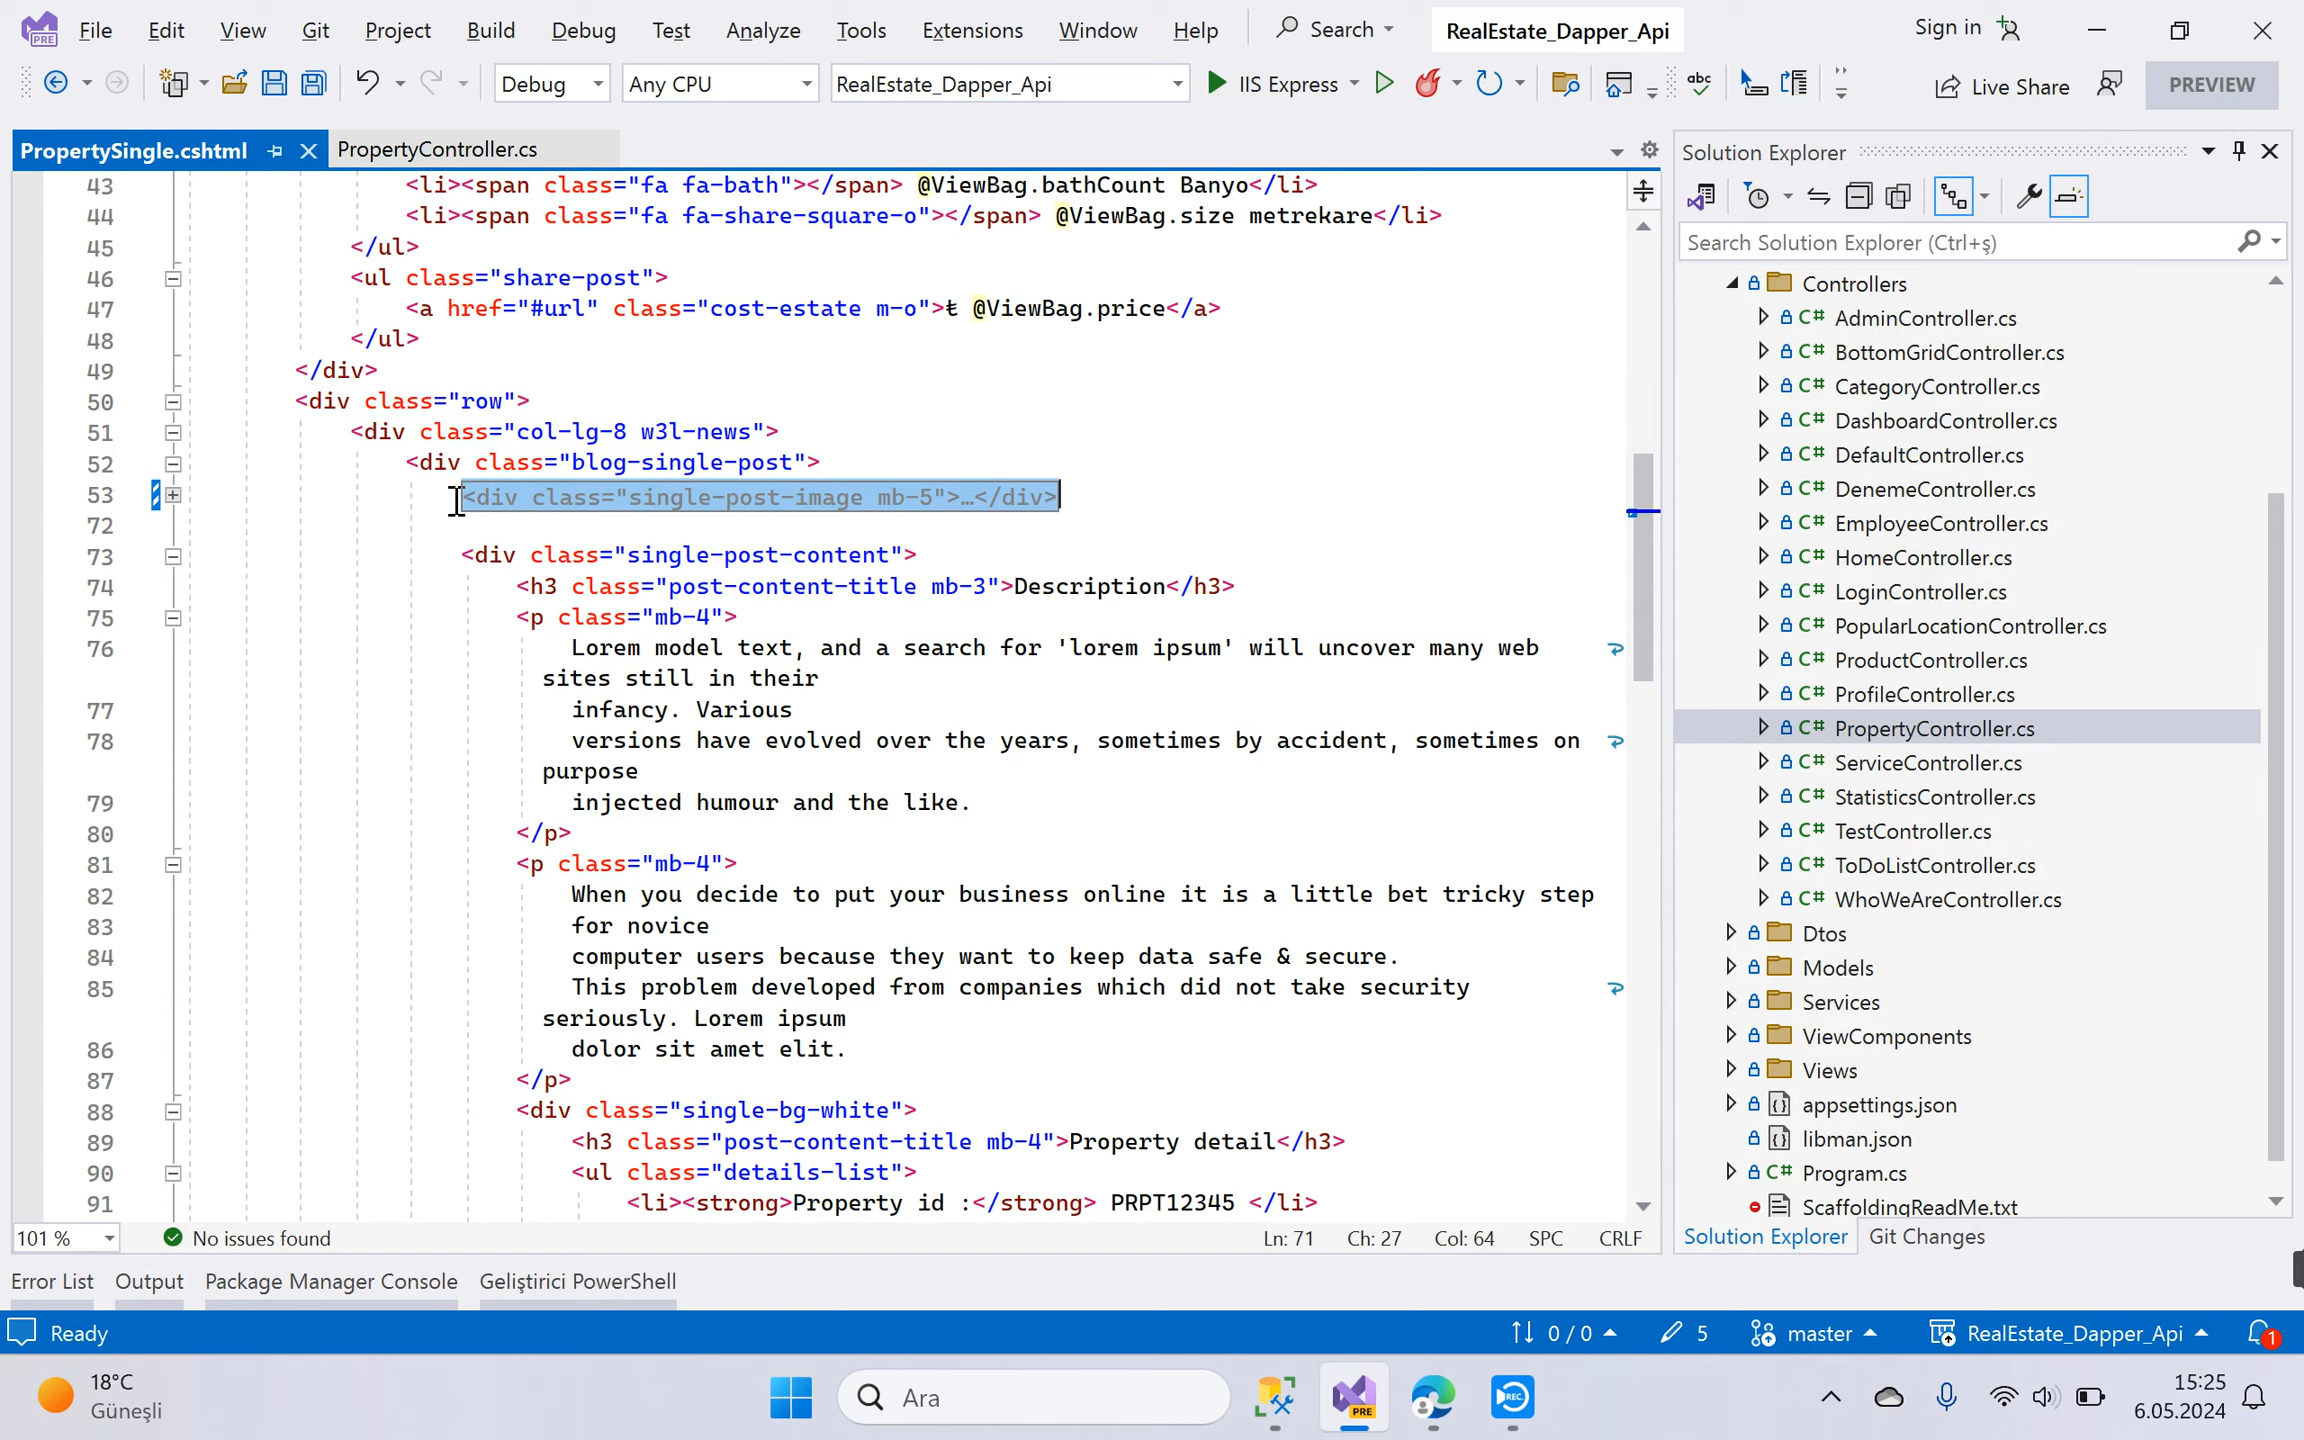 PRE File Edit View Git Project Build Debug Test Analyze Tools Extensions Window Help Search RealEstate_Dapper_Api Sign in
Debug Any CPU RealEstate_Dapper_Api IIS Express abc Live Share PREVIEW
PropertySingle.cshtml PropertyController.cs
43 <li><span class="fa fa-bath"></span> @ViewBag.bathCount Banyo</li>
44 <li><span class="fa fa-share-square-o"></span> @ViewBag.size metrekare</li>
45 </ul>
46 <ul class="share-post">
47 <a href="#url" class="cost-estate m-o">₺ @ViewBag.price</a>
48 </ul>
49 </div>
50 <div class="row">
51 <div class="col-lg-8 w3l-news">
52 <div class="blog-single-post">
53 <div class="single-post-image mb-5">…</div>
72
73 <div class="single-post-content">
74 <h3 class="post-content-title mb-3">Description</h3>
75 <p class="mb-4">
76 Lorem model text, and a search for 'lorem ipsum' will uncover many web
sites still in their
77 infancy. Various
78 versions have evolved over the years, sometimes by accident, sometimes on
purpose
79 injected humour and the like.
80 </p>
81 <p class="mb-4">
82 When you decide to put your business online it is a little bet tricky step
83 for novice
84 computer users because they want to keep data safe & secure.
85 This problem developed from companies which did not take security
seriously. Lorem ipsum
86 dolor sit amet elit.
87 </p>
88 <div class="single-bg-white">
89 <h3 class="post-content-title mb-4">Property detail</h3>
90 <ul class="details-list">
91 <li><strong>Property id :</strong> PRPT12345 </li>
101 % No issues found Ln: 71 Ch: 27 Col: 64 SPC CRLF
Solution Explorer
Search Solution Explorer (Ctrl+ş)
Controllers
C# AdminController.cs
C# BottomGridController.cs
C# CategoryController.cs
C# DashboardController.cs
C# DefaultController.cs
C# DenemeController.cs
C# EmployeeController.cs
C# HomeController.cs
C# LoginController.cs
C# PopularLocationController.cs
C# ProductController.cs
C# ProfileController.cs
C# PropertyController.cs
C# ServiceController.cs
C# StatisticsController.cs
C# TestController.cs
C# ToDoListController.cs
C# WhoWeAreController.cs
Dtos
Models
Services
ViewComponents
Views
appsettings.json
libman.json
C# Program.cs
ScaffoldingReadMe.txt
Solution Explorer Git Changes
Error List Output Package Manager Console Geliştirici PowerShell
Ready 0 / 0 5 master RealEstate_Dapper_Api 1
18°C
Güneşli
Ara
PRE
REC
15:25
6.05.2024